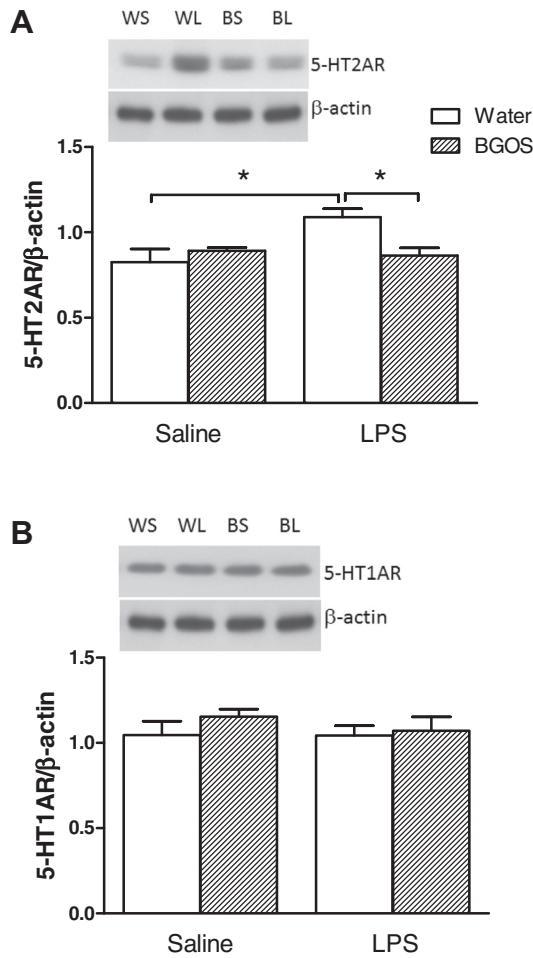 A
WS WL BS BL
5-HT2AR
β-actin
Water
BGOS
1.5
1.0
0.5
0.0
5-HT2AR/β-actin
* *
Saline LPS
B
WS WL BS BL
5-HT1AR
β-actin
1.5
1.0
0.5
0.0
5-HT1AR/β-actin
Saline LPS